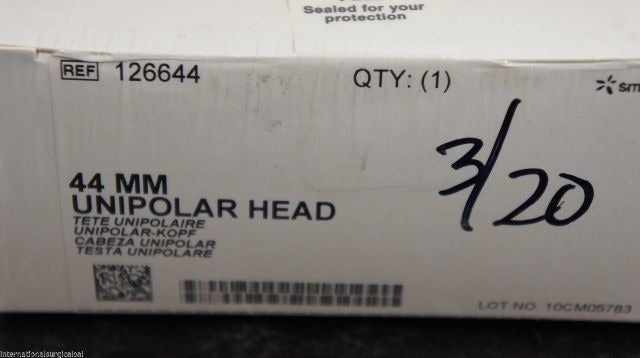 Sealed for your
protection
REF 126644
QTY: (1)
sm
3/20
44 MM
UNIPOLAR HEAD
TETE UNIPOLAIRE
UNIPOLAR-KOPF
CABEZA UNIPOLAR
TESTA UNIPOLARE
LOT NO. 10CM05783
internationalsurgicalbal